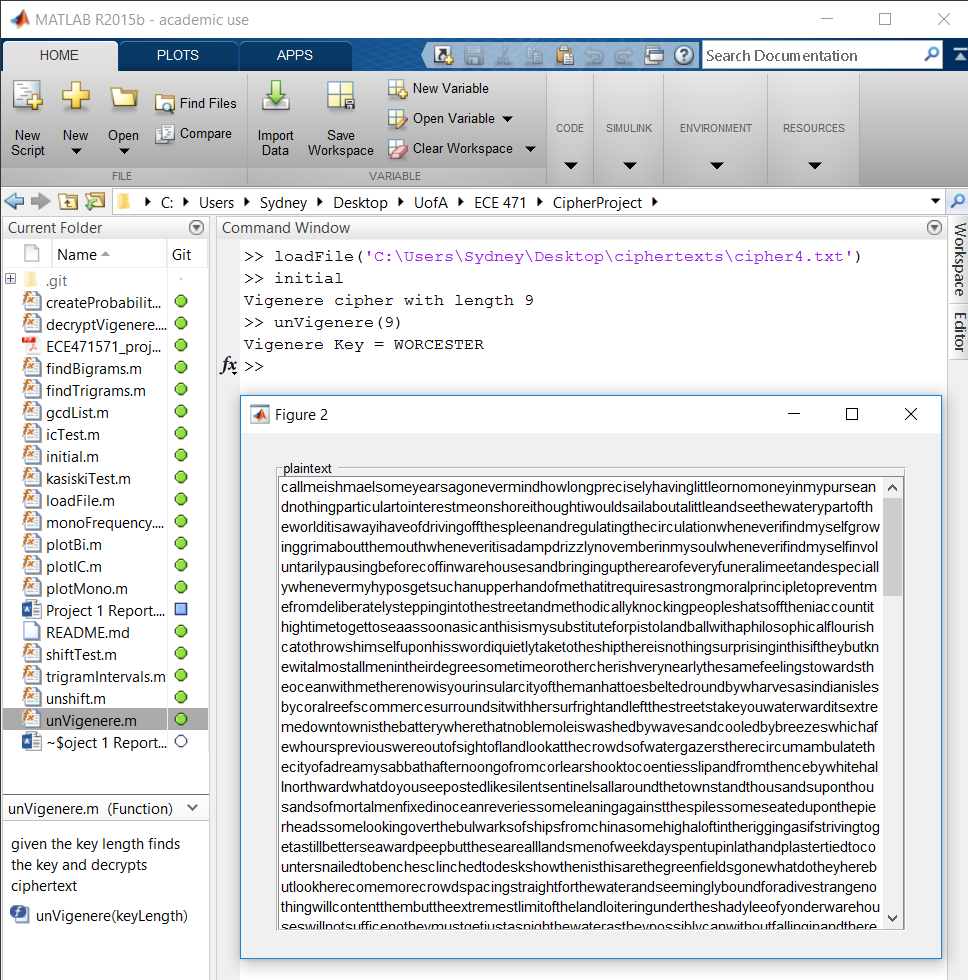 MATLAB R2015b - academic use
HOME PLOTS APPS
Search Documentation
New Script
New
Open
Find Files
Compare
FILE
Import Data
Save Workspace
New Variable
Open Variable
Clear Workspace
VARIABLE
CODE
SIMULINK
ENVIRONMENT
RESOURCES
C: Users Sydney Desktop UofA ECE 471 CipherProject
Current Folder
Name Git
.git
createProbabilit...
decryptVigenere....
ECE471571_proj...
findBigrams.m
findTrigrams.m
gcdList.m
icTest.m
initial.m
kasiskiTest.m
loadFile.m
monoFrequency....
plotBi.m
plotIC.m
plotMono.m
Project 1 Report....
README.md
shiftTest.m
trigramIntervals.m
unshift.m
unVigenere.m
~$oject 1 Report...
unVigenere.m (Function)
given the key length finds
the key and decrypts
ciphertext
unVigenere(keyLength)
Command Window
>> loadFile('C:\Users\Sydney\Desktop\ciphertexts\cipher4.txt')
>> initial
Vigenere cipher with length 9
>> unVigenere(9)
Vigenere Key = WORCESTER
fx >>
Workspace
Editor
Figure 2
plaintext
callmeishmaelsomeyearsagonevermindhowlongpreciselyhavinglittleornomoneyinmypursean
dnothingparticulartointerestmeonshoreithoughtiwouldsailaboutalittleandseethewaterypartofth
eworlditisawayihaveofdrivingoffthespleenandregulatingthecirculationwheneverifindmyselfgrow
inggrimaboutthemouthwheneveritisadampdrizzlynovemberinmysoulwheneverifindmyselfinvol
untarilypausingbeforecoffinwarehousesandbringinguptherearofeveryfuneralimeetandespeciall
ywhenevermyhyposgetsuchanupperhandofmethatitrequiresastrongmoralprincipletopreventm
efromdeliberatelysteppingintothestreetandmethodicallyknockingpeopleshatsofftheniaccountit
hightimetogettoseaassoonasicanthisismysubstituteforpistolandballwithaphilosophicalflourish
catothrowshimselfuponhisswordiquietlytaketotheshipthereisnothingsurprisinginthisiftheybutkn
ewitalmostallmenintheirdegreesometimeorothercherishverynearlythesamefeelingstowardsth
eoceanwithmetherenowisyourinsularcityofthemanhattoesbeltedroundbywharvesasindianisles
bycoralreefscommercesurroundsitwithhersurfrightandleftthestreetstakeyouwaterwarditsextre
medowntownisthebatterywherethatnoblemoleiswashedbywavesandcooledbybreezeswhichaf
ewhourspreviouswereoutofsightoflandlookatthecrowdsofwatergazerstherecircumambulatethe
cityofadreamysabbathafternoongofromcorlearshooktocoentiesslipandfromthencebywhitehal
lnorthwardwhatdoyouseepostedlikesilentsentinelsallaroundthetownstandthousandsuponthou
sandsofmortalmenfixedinoceanreveriessomeleaningagainstthespilessomeseateduponthepie
rheadssomelookingoverthebulwarksofshipsfromchinasomehighaloftintheriggingasifstrivingtog
etastillbetterseawardpeepbuttheseareallandsmenofweekdayspentupinlathandplastertiedtoco
untersnailedtobenchesclinchedtodeskshowthenisthisarethegreenfieldsgonewhatdotheyhereb
utlookherecomemorecrowdspacingstraightforthewaterandseeminglyboundforadivestrangeno
thingwillcontentthembuttheextremestlimitofthelandloiteringundertheshadyleeofyonderwareho
useswillnotsufficenotheymustgetjustasnighthewaterastheypossiblycanwithoutfallinginandthere